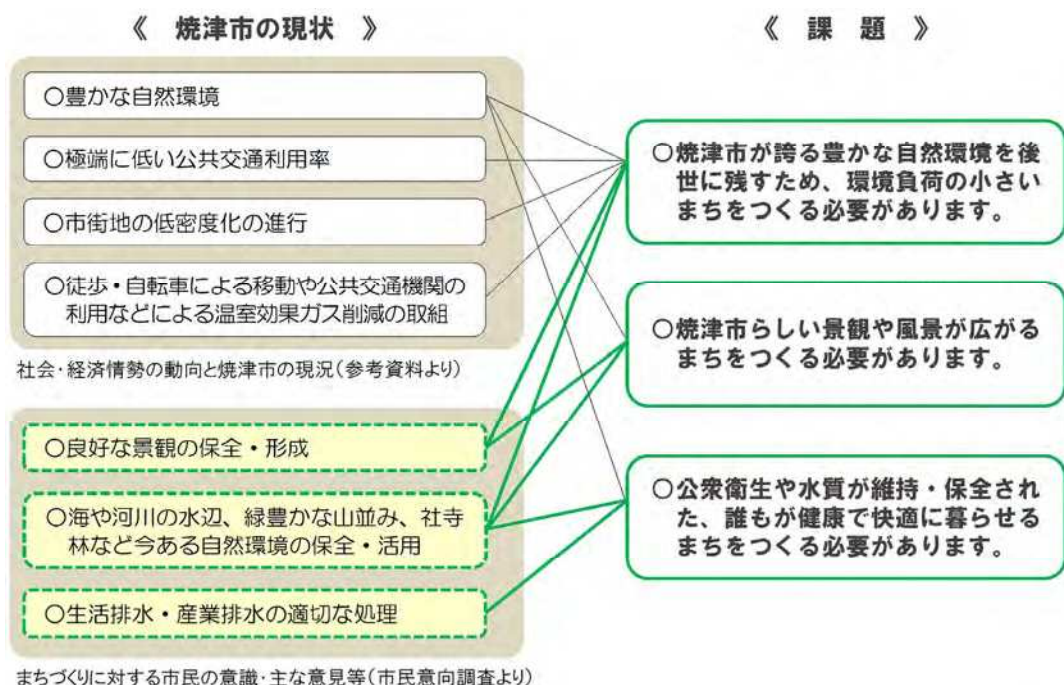 《 焼津市の現状 》
○豊かな自然環境
○極端に低い公共交通利用率
○市街地の低密度化の進行
○徒歩・自転車による移動や公共交通機関の
利用などによる温室効果ガス削減の取組
社会・経済情勢の動向と焼津市の現況(参考資料より)
○良好な景観の保全・形成
○海や河川の水辺、緑豊かな山並み、社寺
林など今ある自然環境の保全・活用
○生活排水・産業排水の適切な処理
まちづくりに対する市民の意識・主な意見等(市民意向調査より)
《 課 題 》
○焼津市が誇る豊かな自然環境を後
世に残すため、環境負荷の小さい
まちをつくる必要があります。
○焼津市らしい景観や風景が広がる
まちをつくる必要があります。
○公衆衛生や水質が維持・保全され
た、誰もが健康で快適に暮らせる
まちをつくる必要があります。